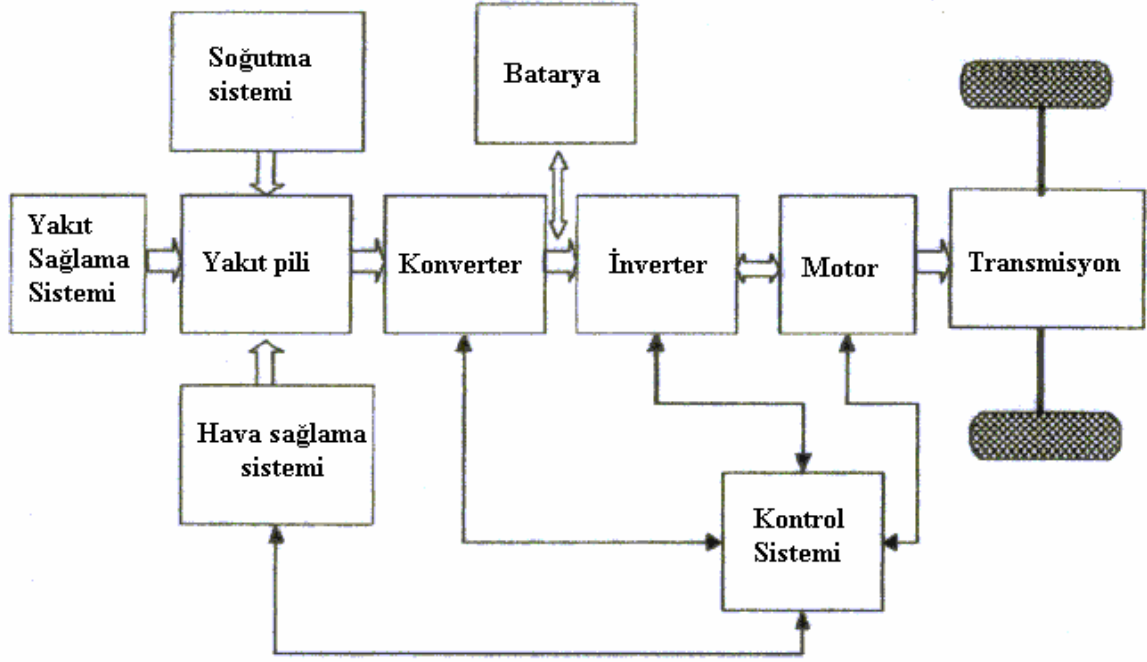 Soğutma
sistemi
Batarya
Yakıt
Sağlama
Sistemi
Yakıt pili
Konverter
İnverter
Motor
Transmisyon
Hava sağlama
sistemi
Kontrol
Sistemi